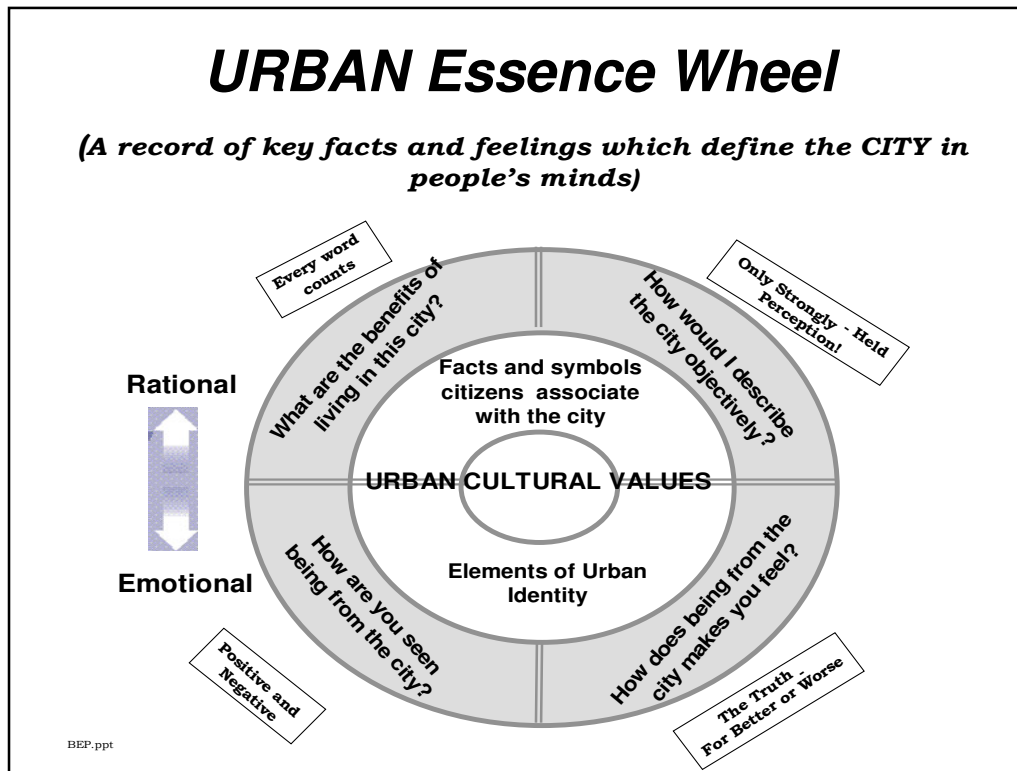 URBAN Essence Wheel
(A record of key facts and feelings which define the CITY in
people's minds)
Every word
counts
Only Strongly - Held
Perception!
What are the benefits of
living in this city?
How would I describe
the city objectively?
Rational
Facts and symbols
citizens associate
with the city
URBAN CULTURAL VALUES
Emotional
Elements of Urban
Identity
How are you seen
being from the city?
How does being from the
city makes you feel?
Positive and
Negative
The Truth -
For Better or Worse
BEP.ppt